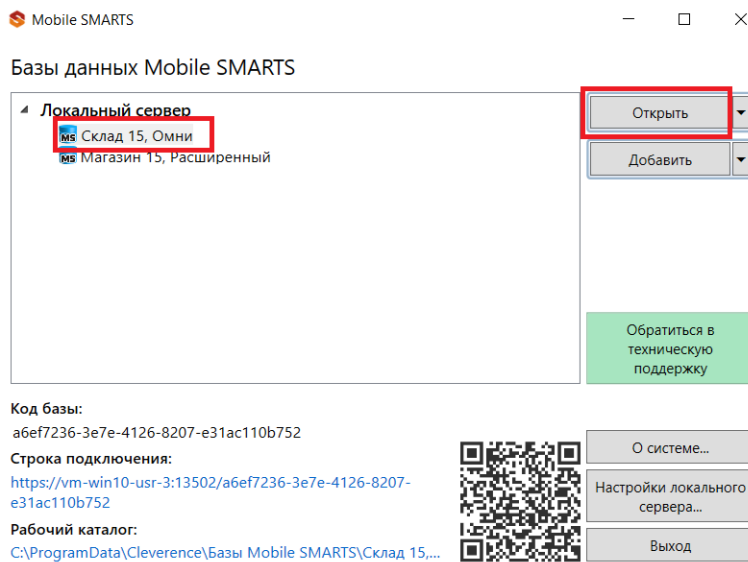 Mobile SMARTS
Базы данных Mobile SMARTS
Локальный сервер
MS Склад 15, Омни
MS Магазин 15, Расширенный
Открыть
Добавить
Обратиться в
техническую
поддержку
Код базы:
a6ef7236-3e7e-4126-8207-e31ac110b752
Строка подключения:
https://vm-win10-usr-3:13502/a6ef7236-3e7e-4126-8207-
e31ac110b752
Рабочий каталог:
C:\ProgramData\Cleverence\Базы Mobile SMARTS\Склад 15,...
О системе...
Настройки локального
сервера...
Выход